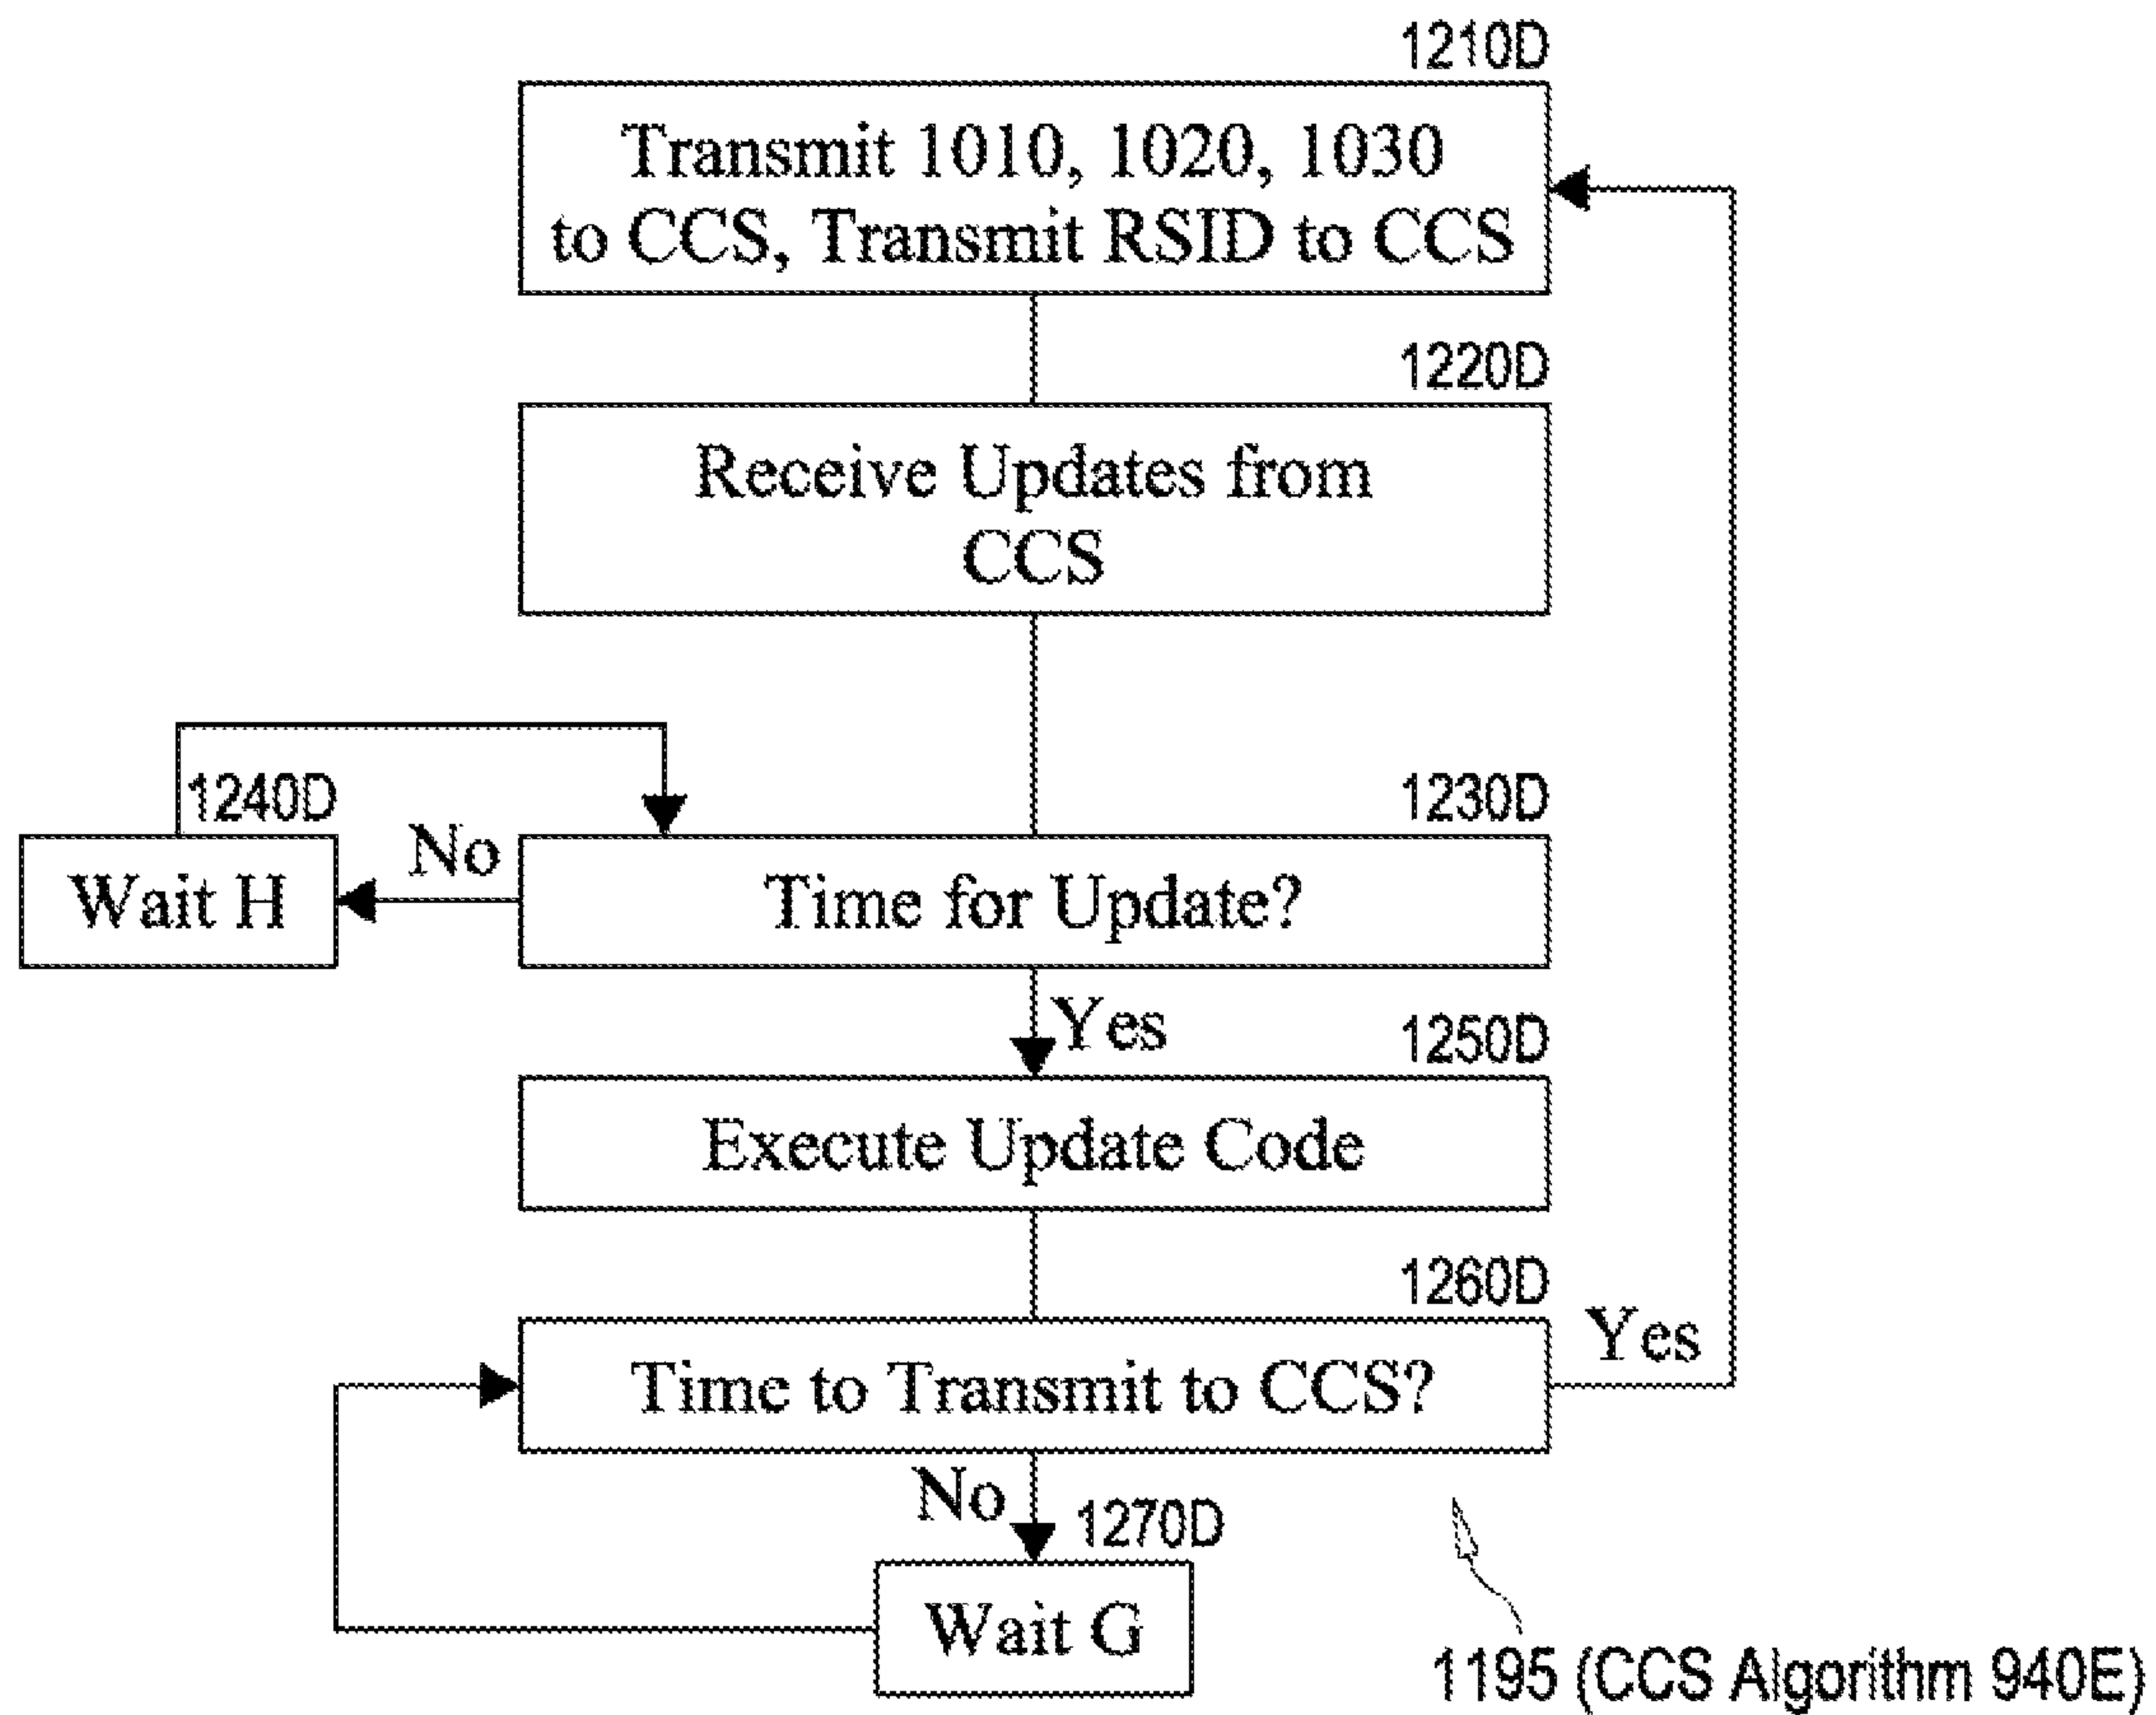 1210D
Transmit 1010, 1020, 1030
to CCS, Transmit RSID to CCS
1220D
Receive Updates from
CCS
1240D
1230D
Wait H
No
Time for Update?
Yes
1250D
Execute Update Code
1260D
Time to Transmit to CCS?
Yes
No
1270D
Wait G
1195 (CCS Algorithm 940E)